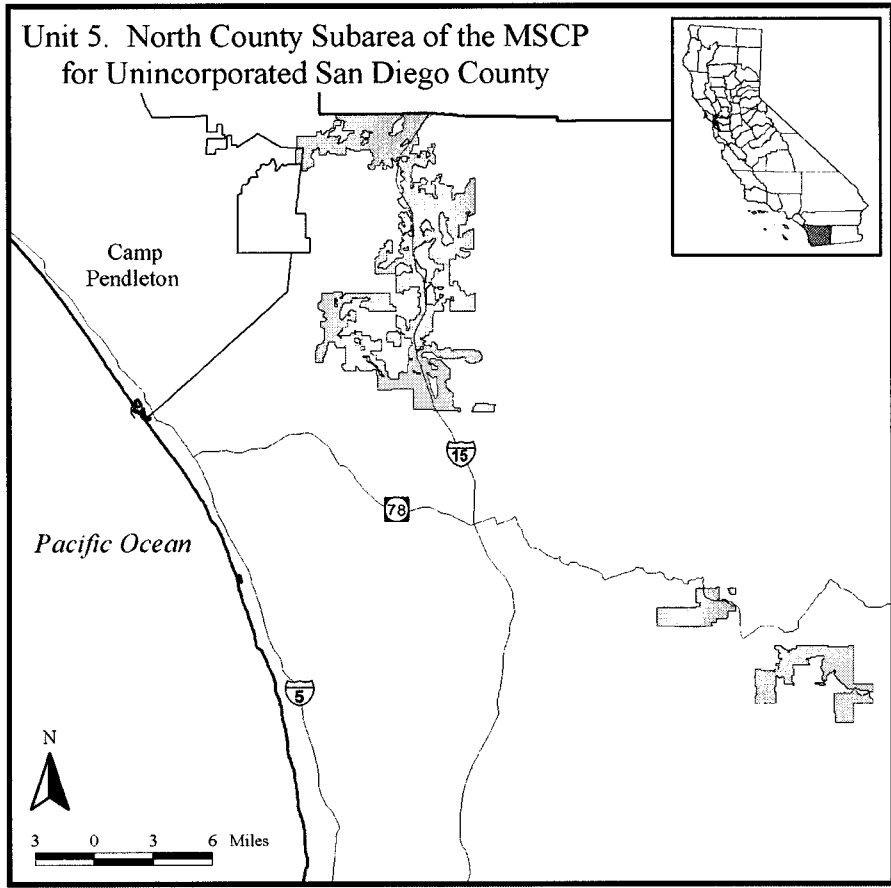 Unit 5. North County Subarea of the MSCP
for Unincorporated San Diego County
Camp
Pendleton
15
78
Pacific Ocean
5
N
3 0 3 6 Miles